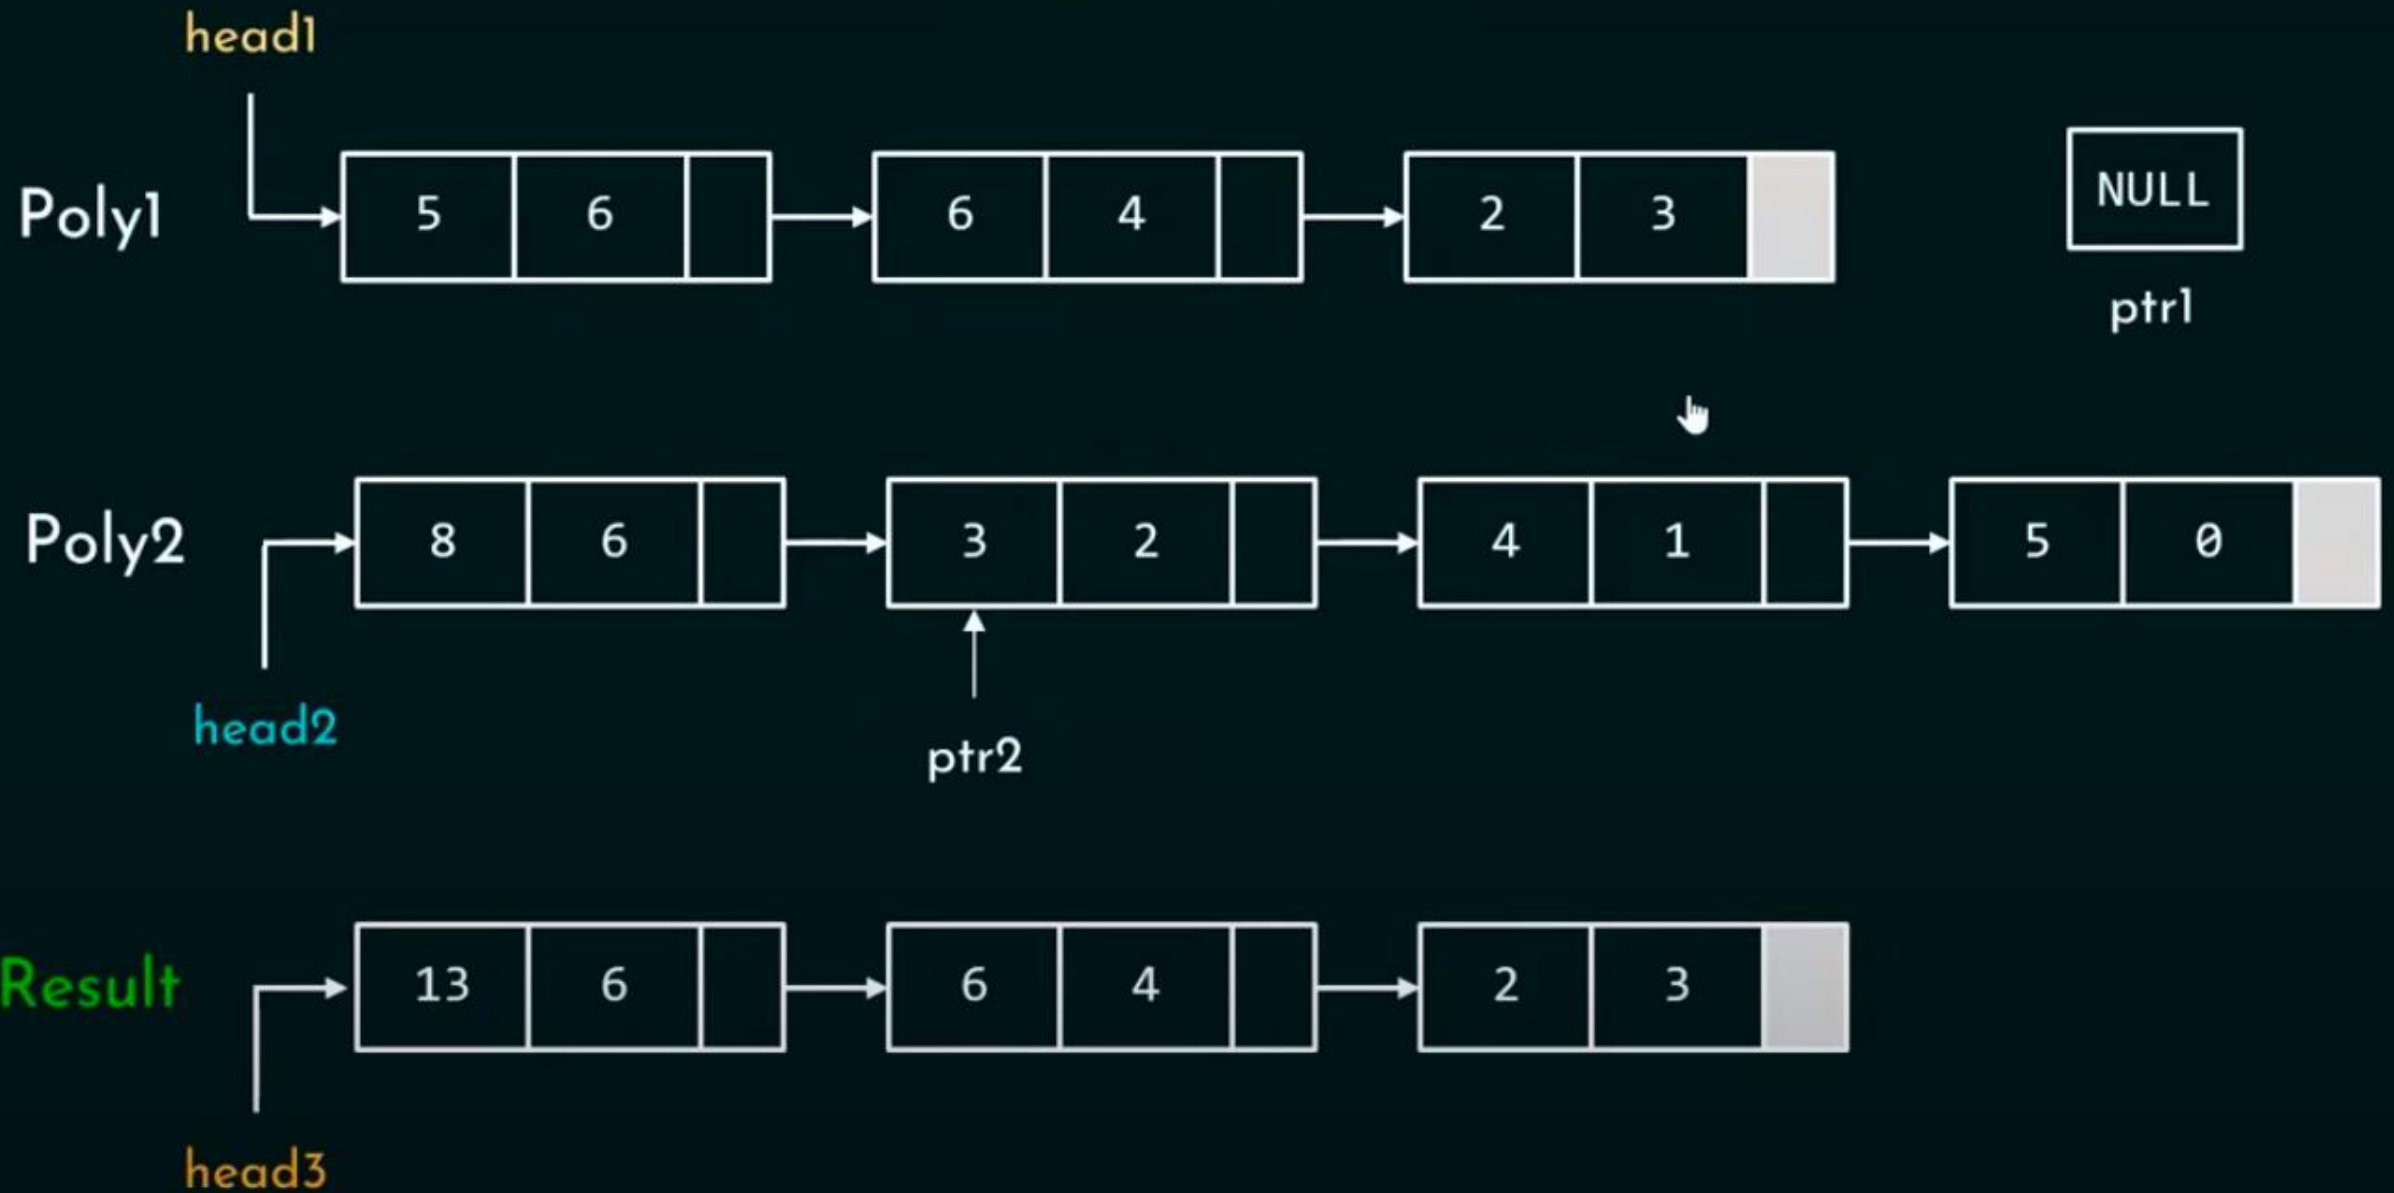 head1
Poly1 5 6 6 4 2 3 NULL
ptr1
Poly2 8 6 3 2 4 1 5 0
head2
ptr2
Result 13 6 6 4 2 3
head3